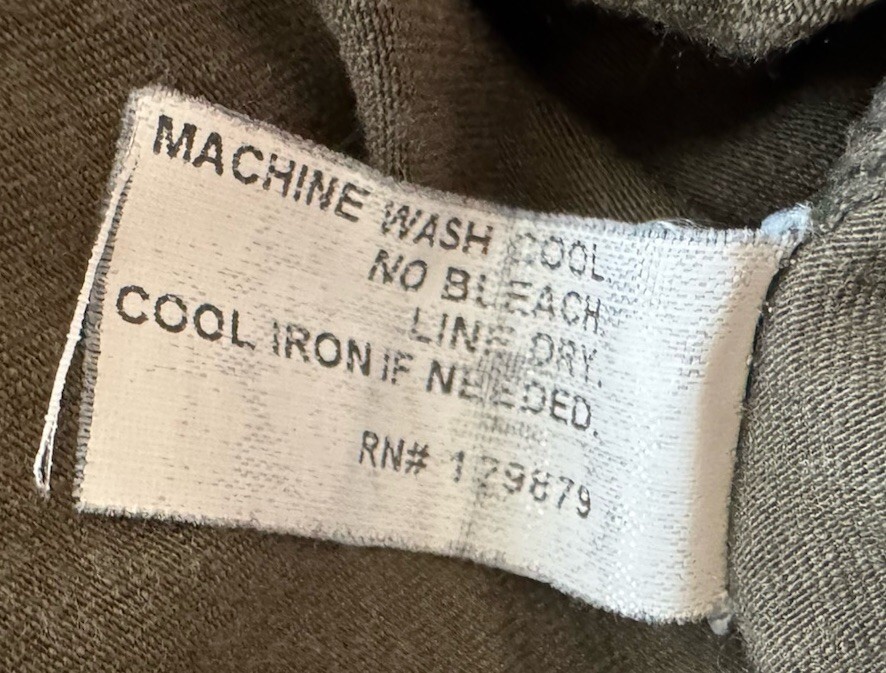 MACHINE WASH COOL.
NO BLEACH.
LINE DRY.
COOL IRON IF NEEDED.
RN# 129879